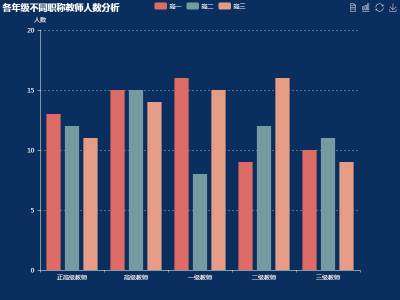 各年级不同职称教师人数分析
高一
高二
高三
人数
20
15
10
5
0
正高级教师
高级教师
一级教师
二级教师
三级教师